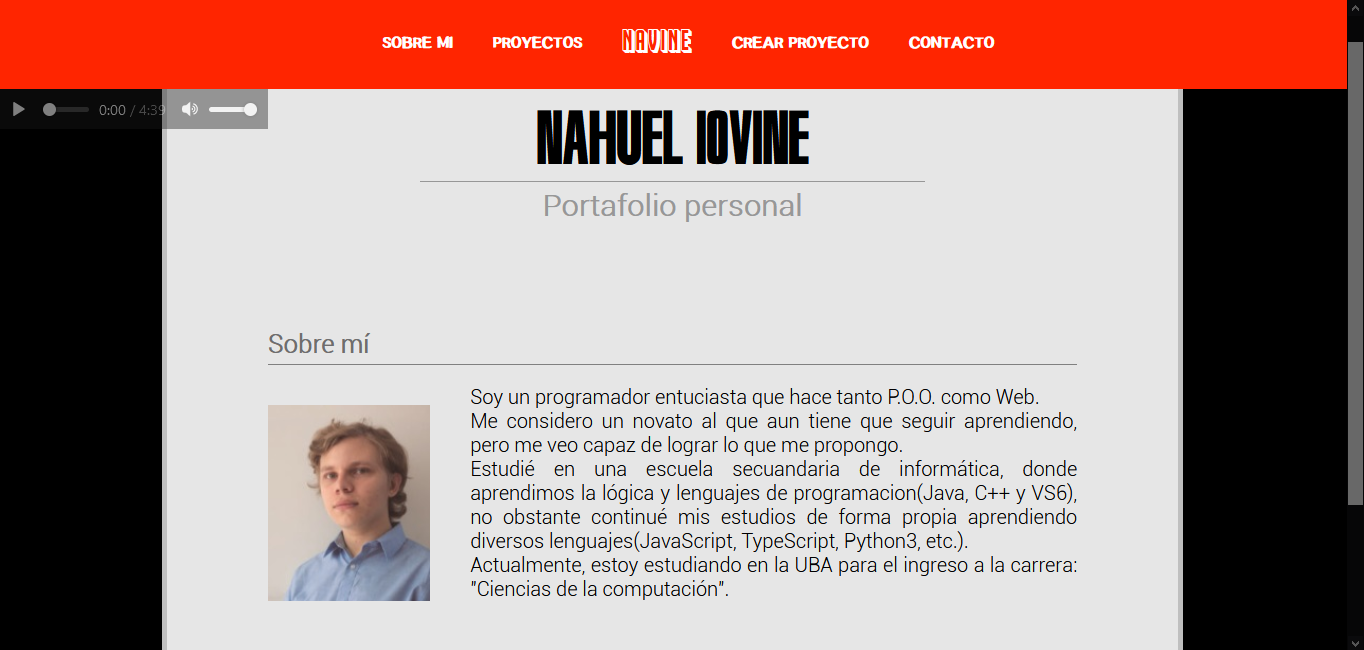 SOBRE MI PROYECTOS NAVINE CREAR PROYECTO CONTACTO
0:00 / 4:39
NAHUEL IOVINE
Portafolio personal
Sobre mí
Soy un programador entuciasta que hace tanto P.O.O. como Web.
Me considero un novato al que aun tiene que seguir aprendiendo,
pero me veo capaz de lograr lo que me propongo.
Estudié en una escuela secuandaria de informática, donde
aprendimos la lógica y lenguajes de programacion(Java, C++ y VS6),
no obstante continué mis estudios de forma propia aprendiendo
diversos lenguajes(JavaScript, TypeScript, Python3, etc.).
Actualmente, estoy estudiando en la UBA para el ingreso a la carrera:
"Ciencias de la computación".